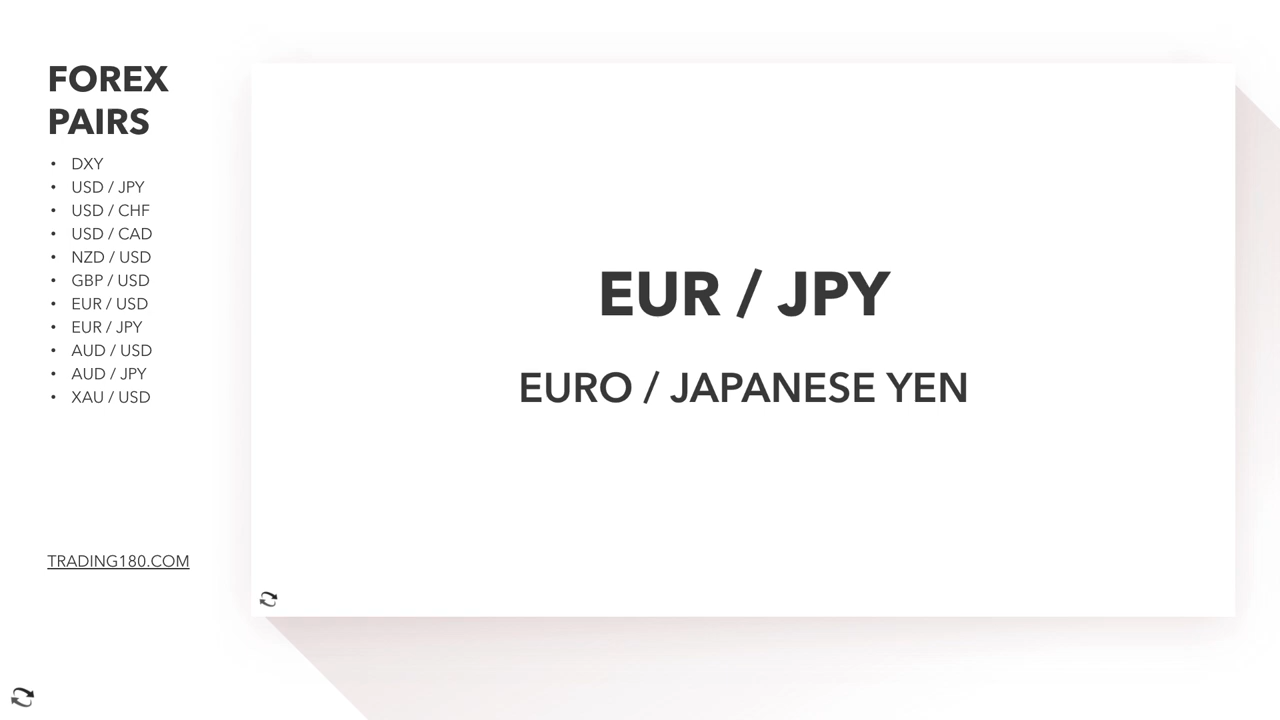 FOREX
PAIRS
• DXY
• USD / JPY
• USD / CHF
• USD / CAD
• NZD / USD
• GBP / USD
• EUR / USD
• EUR / JPY
• AUD / USD
• AUD / JPY
• XAU / USD
TRADING180.COM
EUR / JPY
EURO / JAPANESE YEN